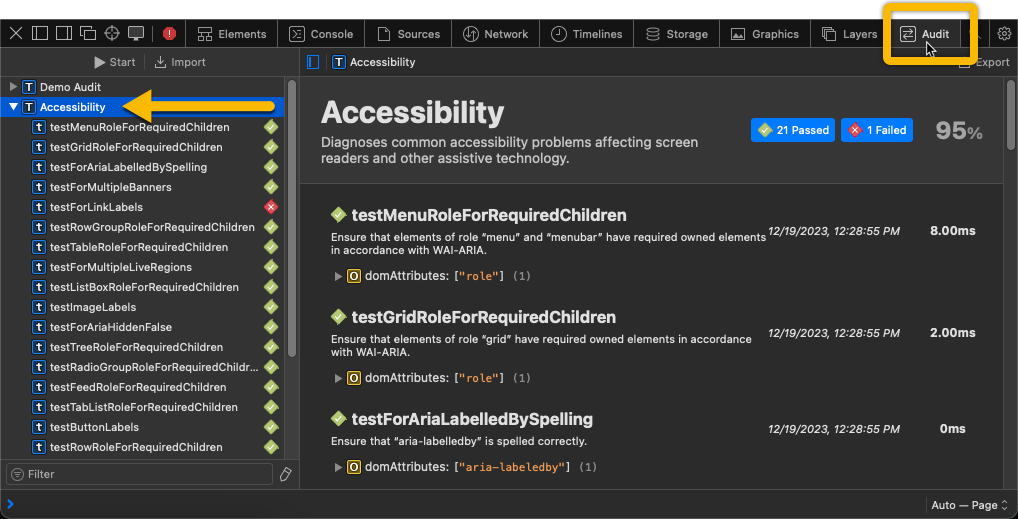 Elements
Console
Sources
Network
Timelines
Storage
Graphics
Layers
Audit
Start
Import
T Accessibility
Export
T Demo Audit
T Accessibility
t testMenuRoleForRequiredChildren
t testGridRoleForRequiredChildren
t testForAriaLabelledBySpelling
t testForMultipleBanners
t testForLinkLabels
t testRowGroupRoleForRequiredChildren
t testTableRoleForRequiredChildren
t testForMultipleLiveRegions
t testListBoxRoleForRequiredChildren
t testImageLabels
t testForAriaHiddenFalse
t testTreeRoleForRequiredChildren
t testRadioGroupRoleForRequiredChildr...
t testFeedRoleForRequiredChildren
t testTabListRoleForRequiredChildren
t testButtonLabels
t testRowRoleForRequiredChildren
Filter
Accessibility
Diagnoses common accessibility problems affecting screen
readers and other assistive technology.
21 Passed
1 Failed
95%
testMenuRoleForRequiredChildren
Ensure that elements of role “menu” and “menubar” have required owned elements
in accordance with WAI-ARIA.
12/19/2023, 12:28:55 PM
8.00ms
O domAttributes: ["role"] (1)
testGridRoleForRequiredChildren
Ensure that elements of role “grid” have required owned elements in accordance
with WAI-ARIA.
12/19/2023, 12:28:55 PM
2.00ms
O domAttributes: ["role"] (1)
testForAriaLabelledBySpelling
Ensure that “aria-labelledby” is spelled correctly.
12/19/2023, 12:28:55 PM
0ms
O domAttributes: ["aria-labeledby"] (1)
Auto — Page